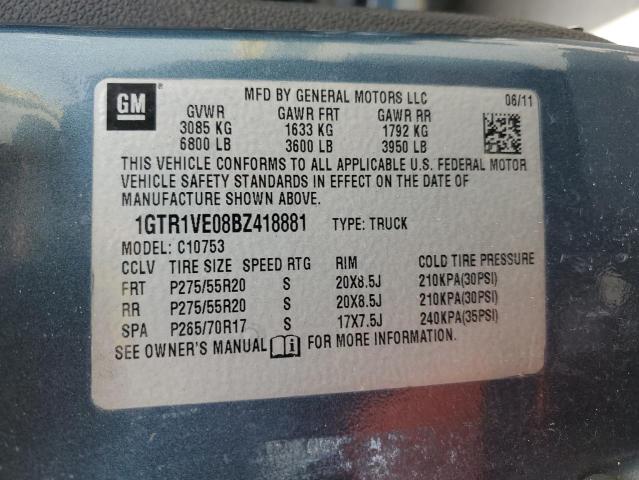 GM
MFD BY GENERAL MOTORS LLC 06/11
GVWR GAWR FRT GAWR RR
3085 KG 1633 KG 1792 KG
6800 LB 3600 LB 3950 LB
THIS VEHICLE CONFORMS TO ALL APPLICABLE U.S. FEDERAL MOTOR
VEHICLE SAFETY STANDARDS IN EFFECT ON THE DATE OF
MANUFACTURE SHOWN ABOVE.
1GTR1VE08BZ418881 TYPE: TRUCK
MODEL: C10753
CCLV TIRE SIZE SPEED RTG RIM COLD TIRE PRESSURE
FRT P275/55R20 S 20X8.5J 210KPA(30PSI)
RR P275/55R20 S 20X8.5J 210KPA(30PSI)
SPA P265/70R17 S 17X7.5J 240KPA(35PSI)
SEE OWNER'S MANUAL FOR MORE INFORMATION.